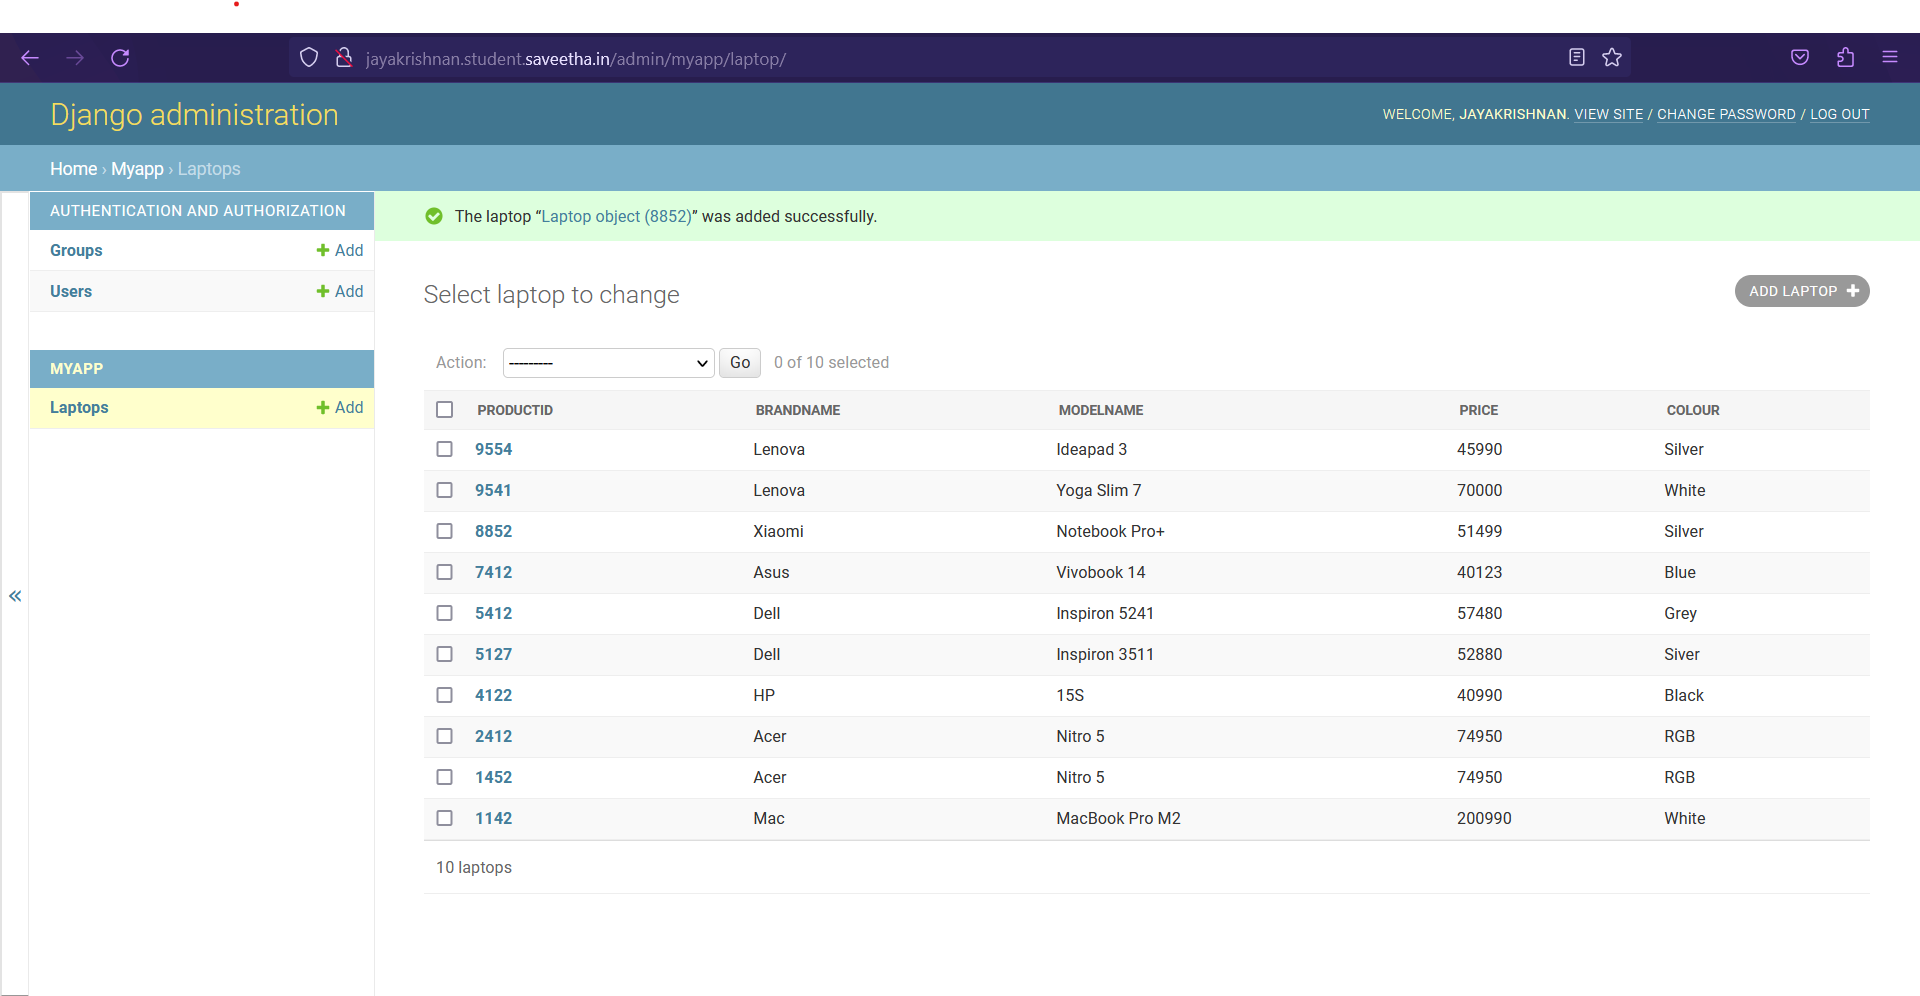 jayakrishnan.student.saveetha.in/admin/myapp/laptop/
Django administration
WELCOME, JAYAKRISHNAN. VIEW SITE / CHANGE PASSWORD / LOG OUT
Home › Myapp › Laptops
AUTHENTICATION AND AUTHORIZATION
Groups + Add
Users + Add
MYAPP
Laptops + Add
«
The laptop “Laptop object (8852)” was added successfully.
Select laptop to change
ADD LAPTOP +
Action: --------- Go 0 of 10 selected
PRODUCTID BRANDNAME MODELNAME PRICE COLOUR
9554 Lenova Ideapad 3 45990 Silver
9541 Lenova Yoga Slim 7 70000 White
8852 Xiaomi Notebook Pro+ 51499 Silver
7412 Asus Vivobook 14 40123 Blue
5412 Dell Inspiron 5241 57480 Grey
5127 Dell Inspiron 3511 52880 Siver
4122 HP 15S 40990 Black
2412 Acer Nitro 5 74950 RGB
1452 Acer Nitro 5 74950 RGB
1142 Mac MacBook Pro M2 200990 White
10 laptops